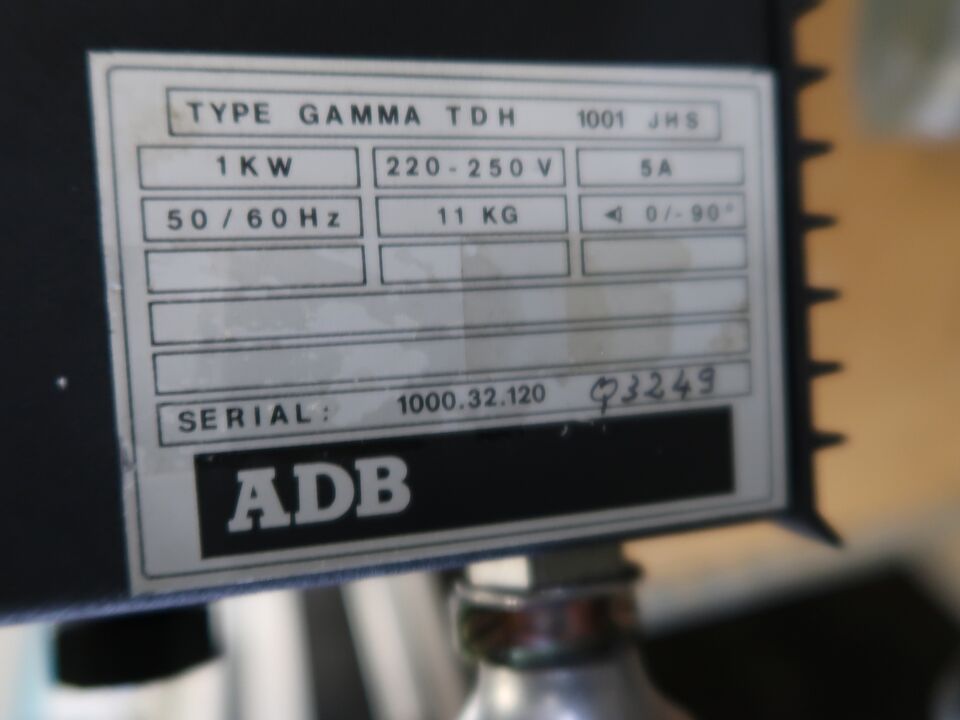 TYPE GAMMA TDH 1001 JHS
1KW 220-250 V 5A
50/60Hz 11 KG ∢ 0/-90°
SERIAL: 1000.32.120 Q3249
ADB